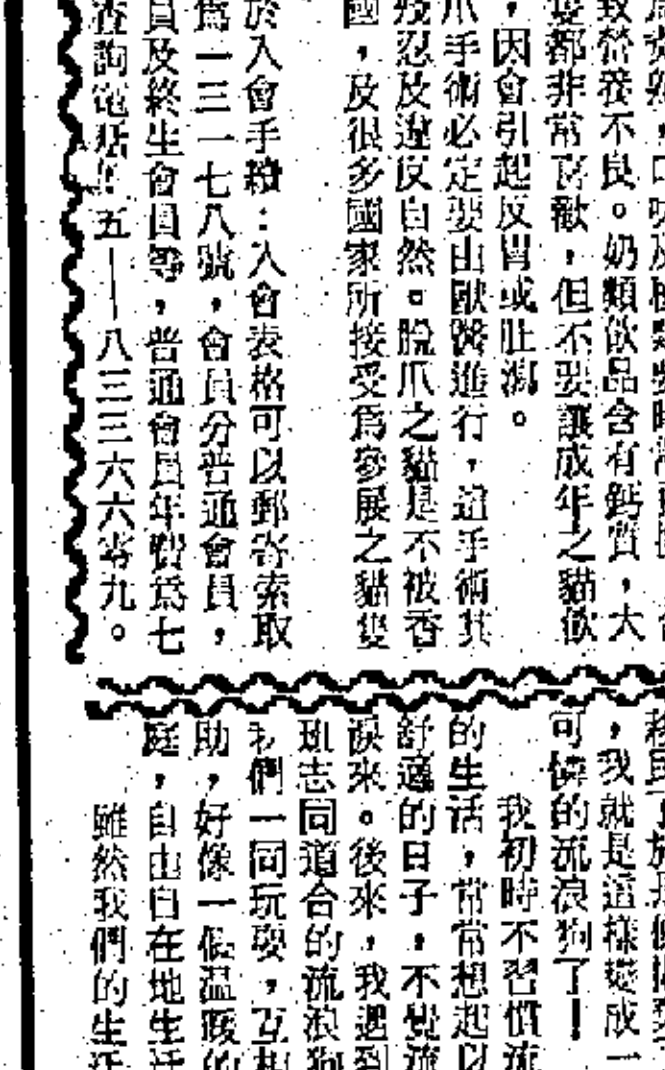 致營養不良。奶類飲品含有鈣質,大
都非常喜歡,但不要讓成年之貓飲
,因會引起反胃或肚瀉。
爪手術必定要由獸醫進行,這手術其
殘忍及違反自然。脫爪之貓是不被香
國,及很多國家所接受爲參展之貓隻
於入會手續:入會表格可以郵寄索取
爲一三一七八號,會員分普通會員,
員及終生會員等,普通會員年費爲七
查詢電話是五—八三三六六零九。
,我就是這樣變成一
可憐的流浪狗了!
我初時不習慣流
的生活,常常想起以
舒適的日子,不覺流
淚來。後來,我遇到
班志同道合的流浪狗
我們一同玩耍,互相
助,好像一個溫暖的
庭,自由自在地生活
雖然我們的生活